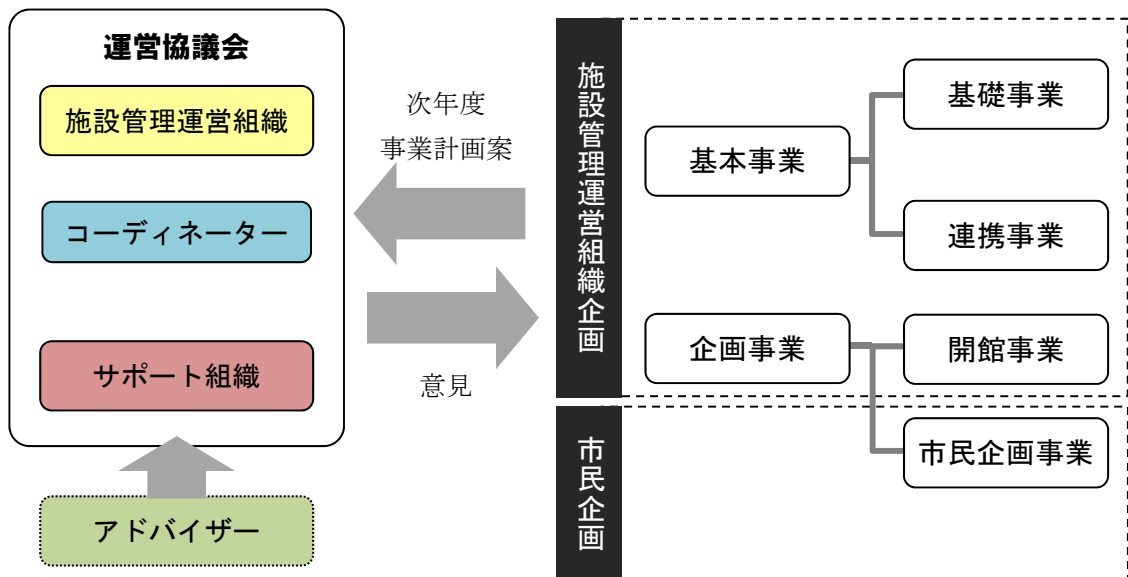 運営協議会
施設管理運営組織
コーディネーター
サポート組織
アドバイザー
次年度
事業計画案
意見
施設管理運営組織企画
基本事業
基礎事業
連携事業
企画事業
開館事業
市民企画
市民企画事業